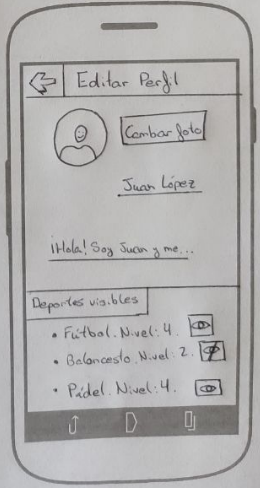 Editar Perfil
Cambar foto
Juan López
¡Hola! Soy Juan y me...
Deportes visibles
• Fútbol. Nivel: 4.
• Baloncesto. Nivel: 2.
• Pádel. Nivel: 4.